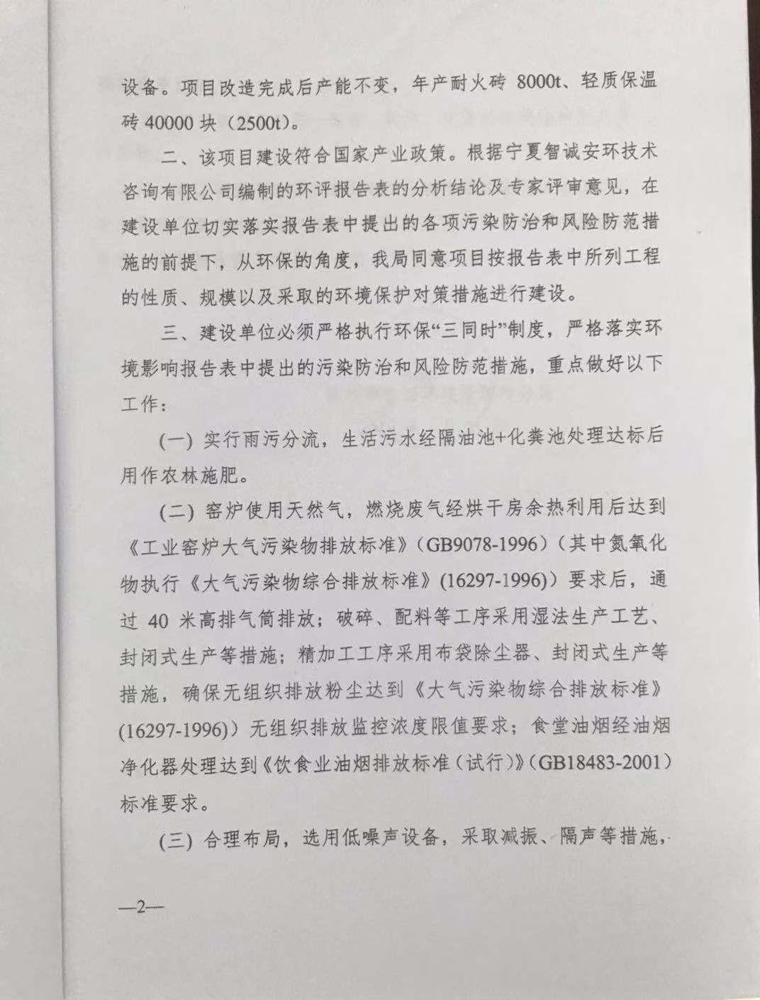 设备。项目改造完成后产能不变，年产耐火砖 8000t、轻质保温
砖 40000 块（2500t）。
二、该项目建设符合国家产业政策。根据宁夏智诚安环技术
咨询有限公司编制的环评报告表的分析结论及专家评审意见，在
建设单位切实落实报告表中提出的各项污染防治和风险防范措
施的前提下，从环保的角度，我局同意项目按报告表中所列工程
的性质、规模以及采取的环境保护对策措施进行建设。
三、建设单位必须严格执行环保“三同时”制度，严格落实环
境影响报告表中提出的污染防治和风险防范措施，重点做好以下
工作：
(一) 实行雨污分流，生活污水经隔油池+化粪池处理达标后
用作农林施肥。
(二) 窑炉使用天然气，燃烧废气经烘干房余热利用后达到
《工业窑炉大气污染物排放标准》（GB9078-1996）（其中氮氧化
物执行《大气污染物综合排放标准》(16297-1996)）要求后，通
过 40 米高排气筒排放；破碎、配料等工序采用湿法生产工艺、
封闭式生产等措施；精加工工序采用布袋除尘器、封闭式生产等
措施，确保无组织排放粉尘达到《大气污染物综合排放标准》
(16297-1996)）无组织排放监控浓度限值要求；食堂油烟经油烟
净化器处理达到《饮食业油烟排放标准（试行）》（GB18483-2001）
标准要求。
(三) 合理布局，选用低噪声设备，采取减振、隔声等措施，
—2—